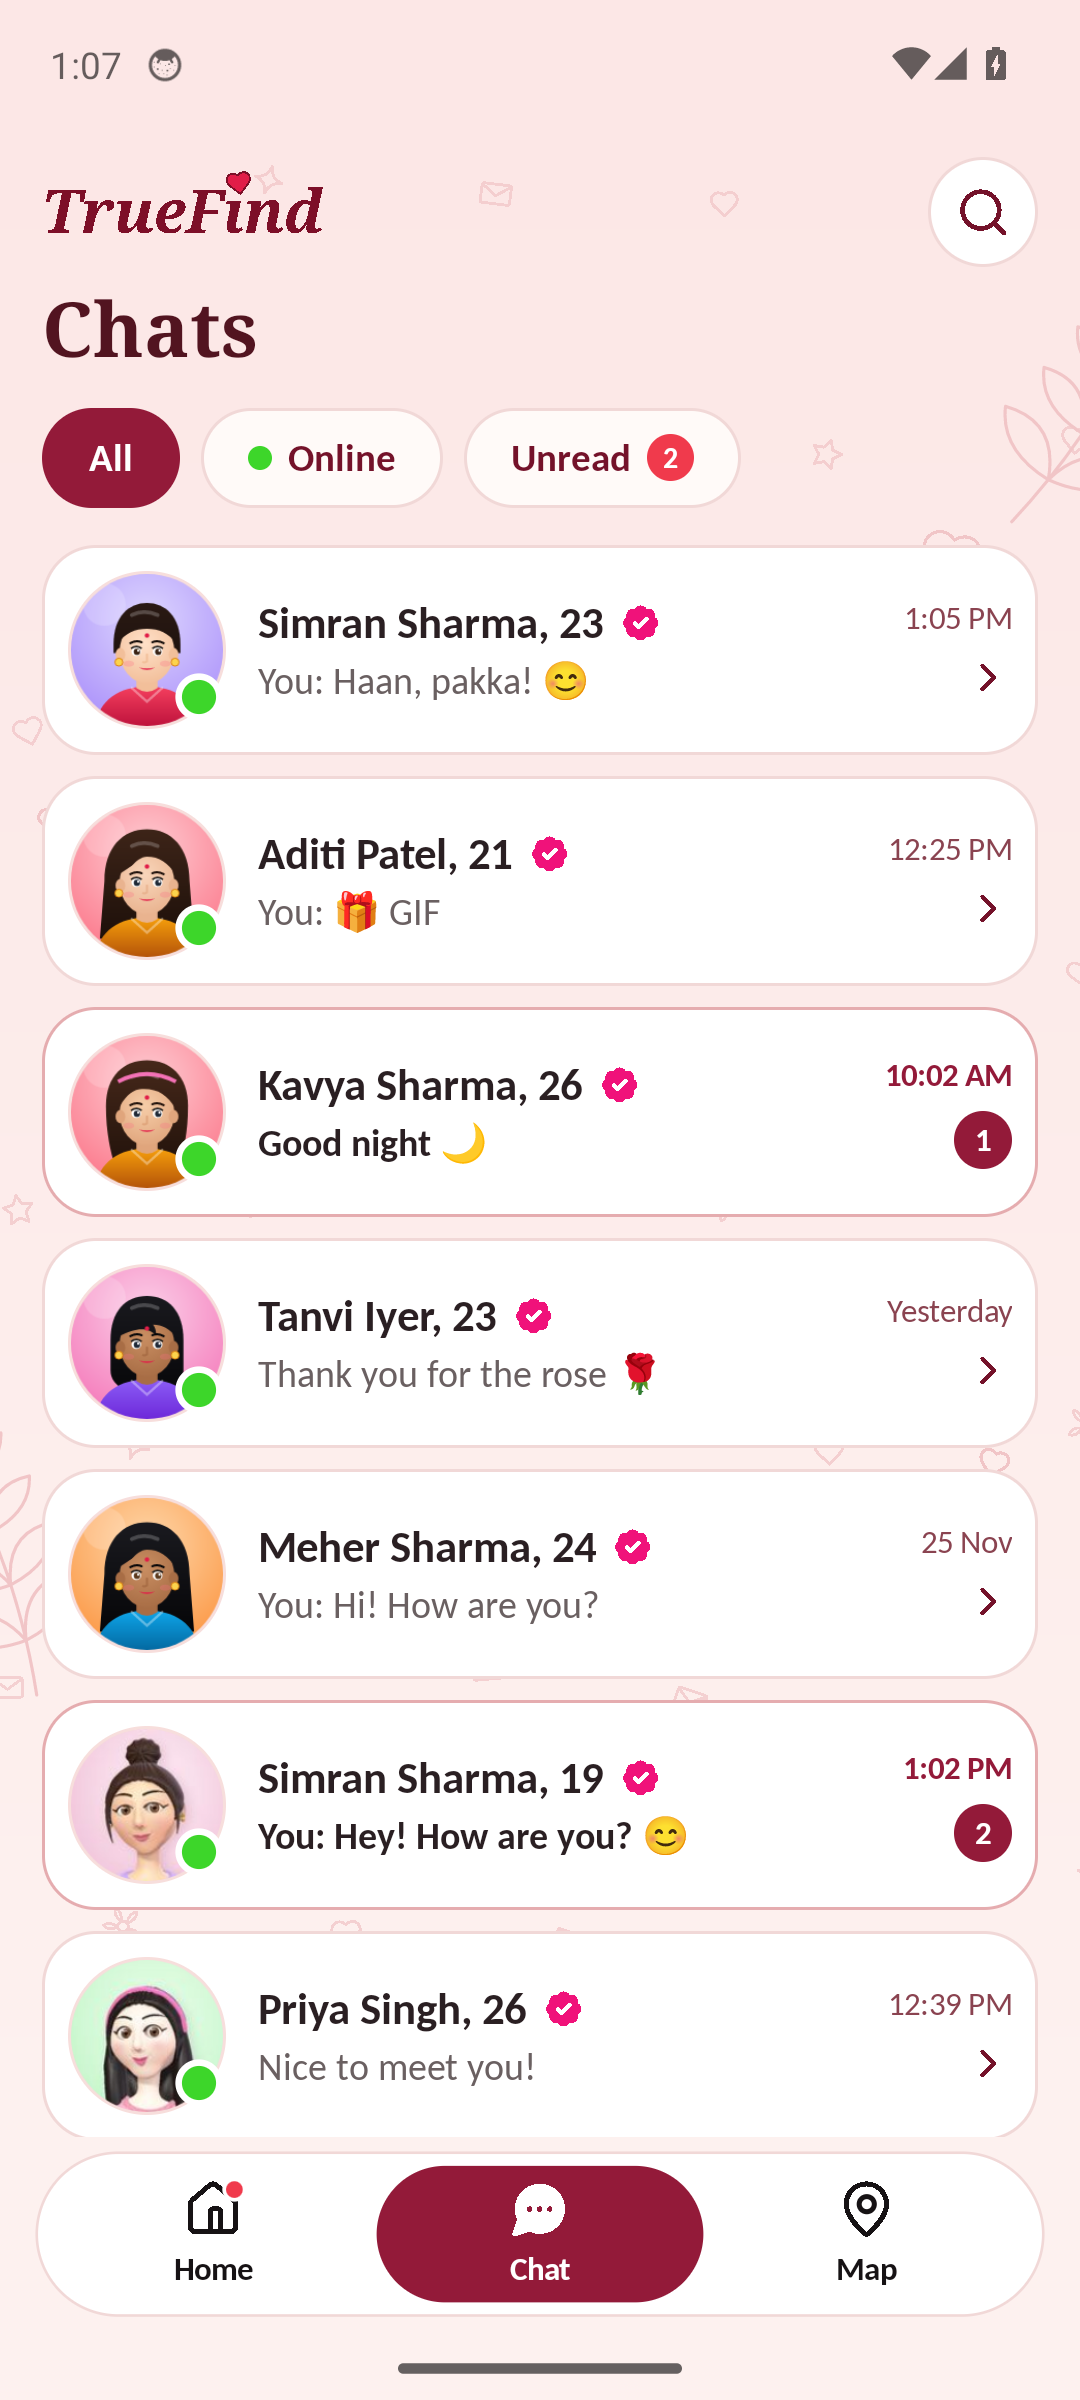 1:07
TrueFind
Chats
All
Online
Unread 2
Simran Sharma, 23
1:05 PM
You: Haan, pakka! 😊
Aditi Patel, 21
12:25 PM
You: 🎁 GIF
Kavya Sharma, 26
10:02 AM
Good night 🌙
1
Tanvi Iyer, 23
Yesterday
Thank you for the rose 🌹
Meher Sharma, 24
25 Nov
You: Hi! How are you?
Simran Sharma, 19
1:02 PM
You: Hey! How are you? 😊
2
Priya Singh, 26
12:39 PM
Nice to meet you!
Home
Chat
Map